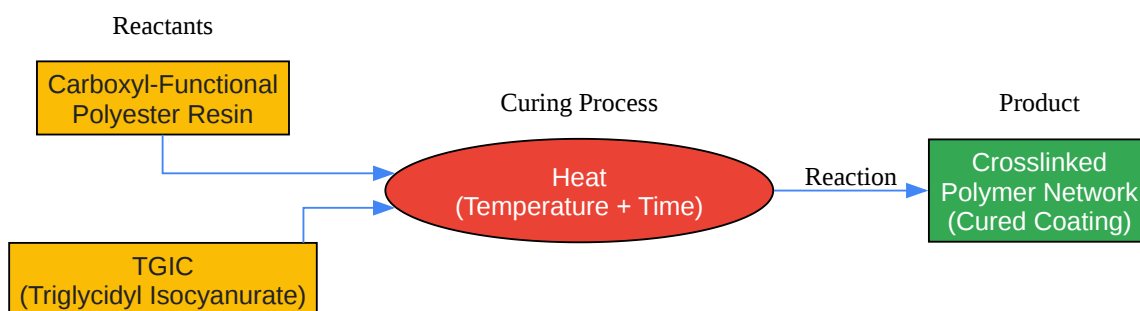 Reactants
Carboxyl-Functional
Polyester Resin
TGIC
(Triglycidyl Isocyanurate)
Curing Process
Heat
(Temperature + Time)
Reaction
Product
Crosslinked
Polymer Network
(Cured Coating)